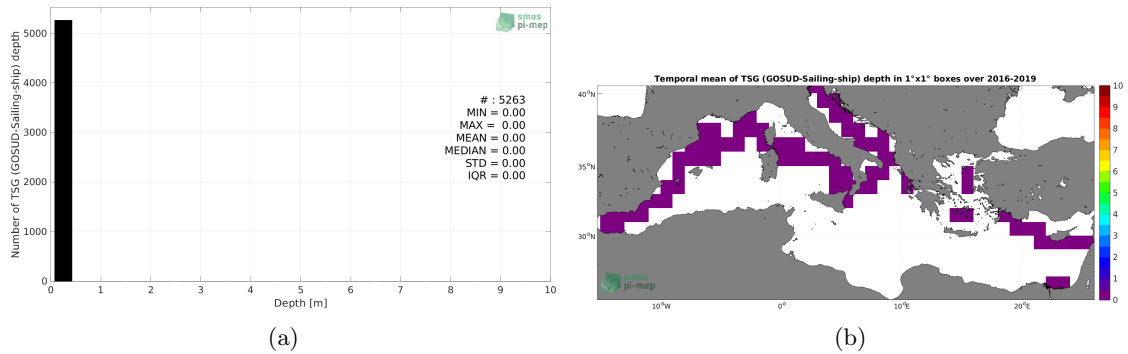 5000
4000
3000
2000
1000
0
Number of TSG (GOSUD-Sailing-ship) depth
smos
pi-mep
# : 5263
MIN = 0.00
MAX = 0.00
MEAN = 0.00
MEDIAN = 0.00
STD = 0.00
IQR = 0.00
0 1 2 3 4 5 6 7 8 9 10
Depth [m]
(a)
Temporal mean of TSG (GOSUD-Sailing-ship) depth in 1°x1° boxes over 2016-2019
40°N
35°N
30°N
10°W 0° 10°E 20°E
smos
pi-mep
10
9
8
7
6
5
4
3
2
1
0
(b)